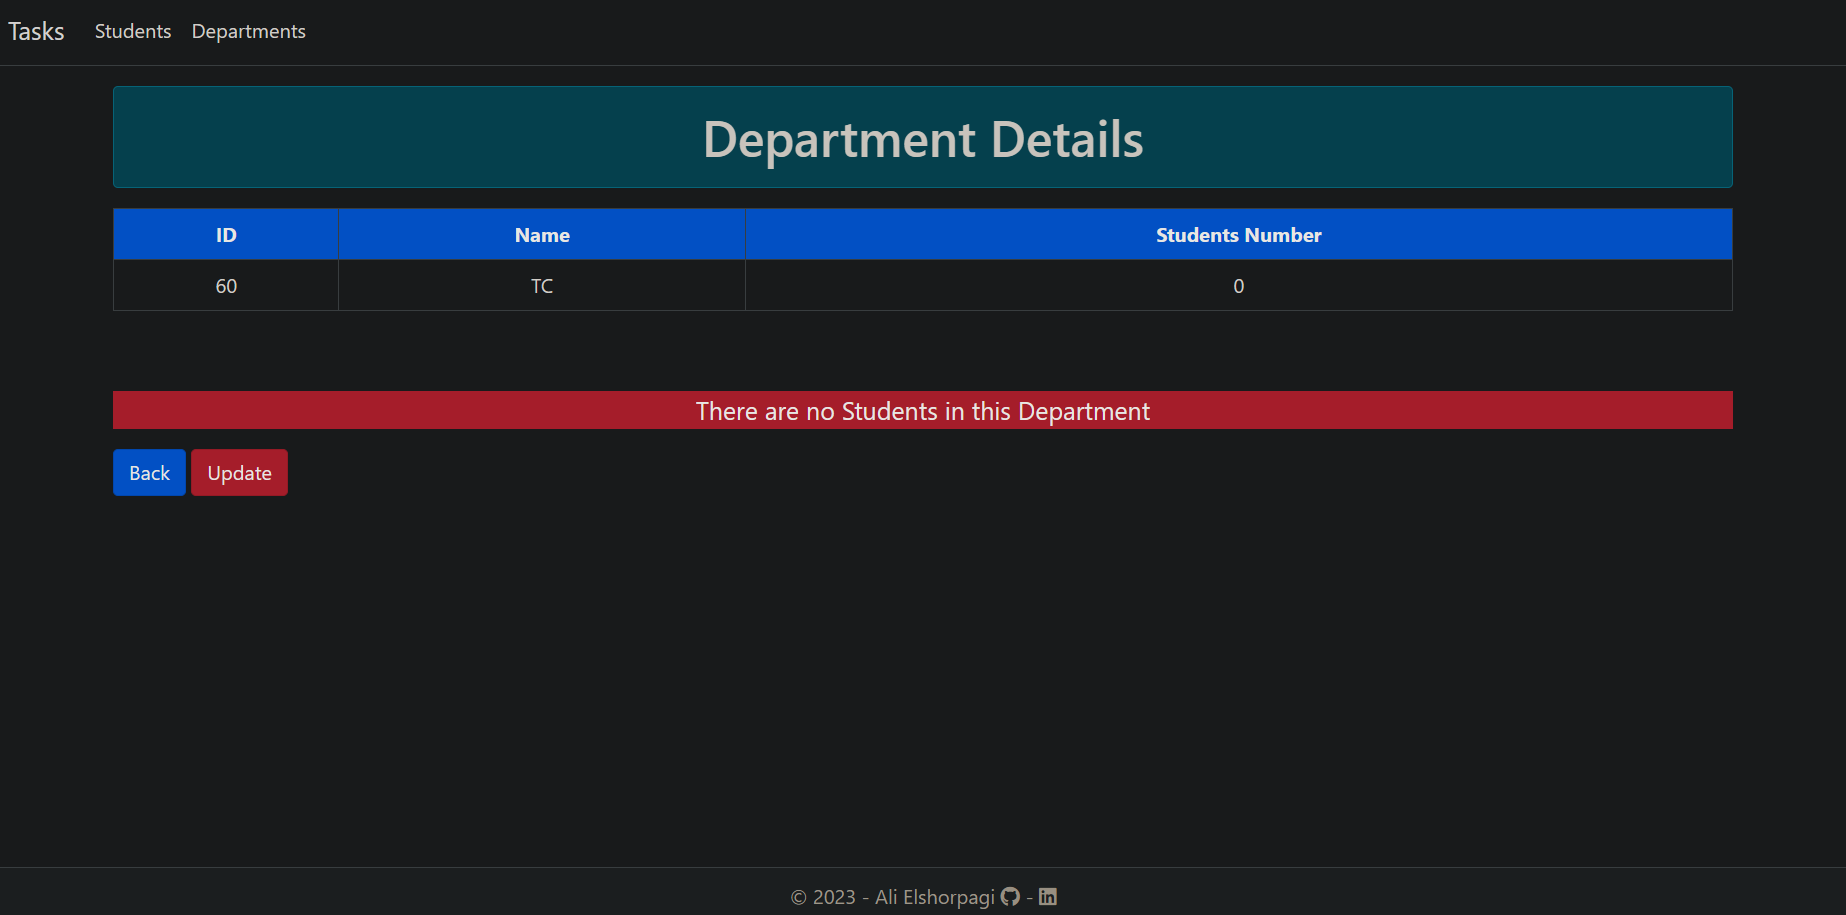 Tasks Students Departments
Department Details
ID Name Students Number
60 TC 0
There are no Students in this Department
Back Update
© 2023 - Ali Elshorpagi - in